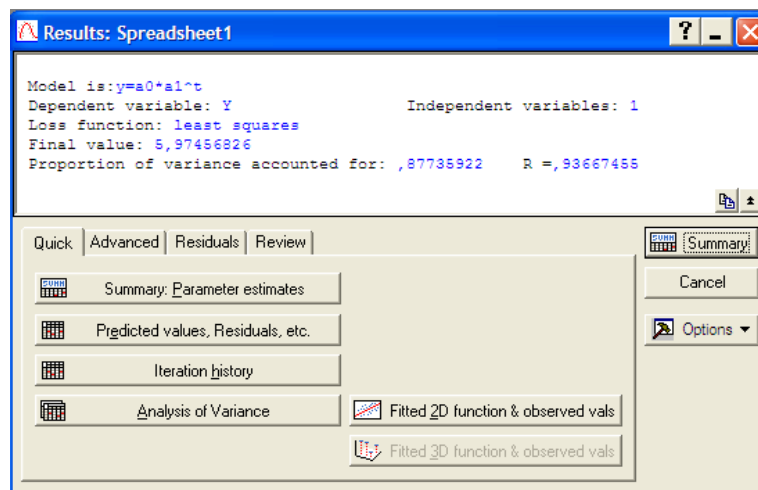 Results: Spreadsheet1
Model is:y=a0*a1^t
Dependent variable: Y Independent variables: 1
Loss function: least squares
Final value: 5,97456826
Proportion of variance accounted for: ,87735922 R =,93667455
Quick Advanced Residuals Review
Summary
Summary: Parameter estimates
Cancel
Predicted values, Residuals, etc.
Options
Iteration history
Analysis of Variance
Fitted 2D function & observed vals
Fitted 3D function & observed vals